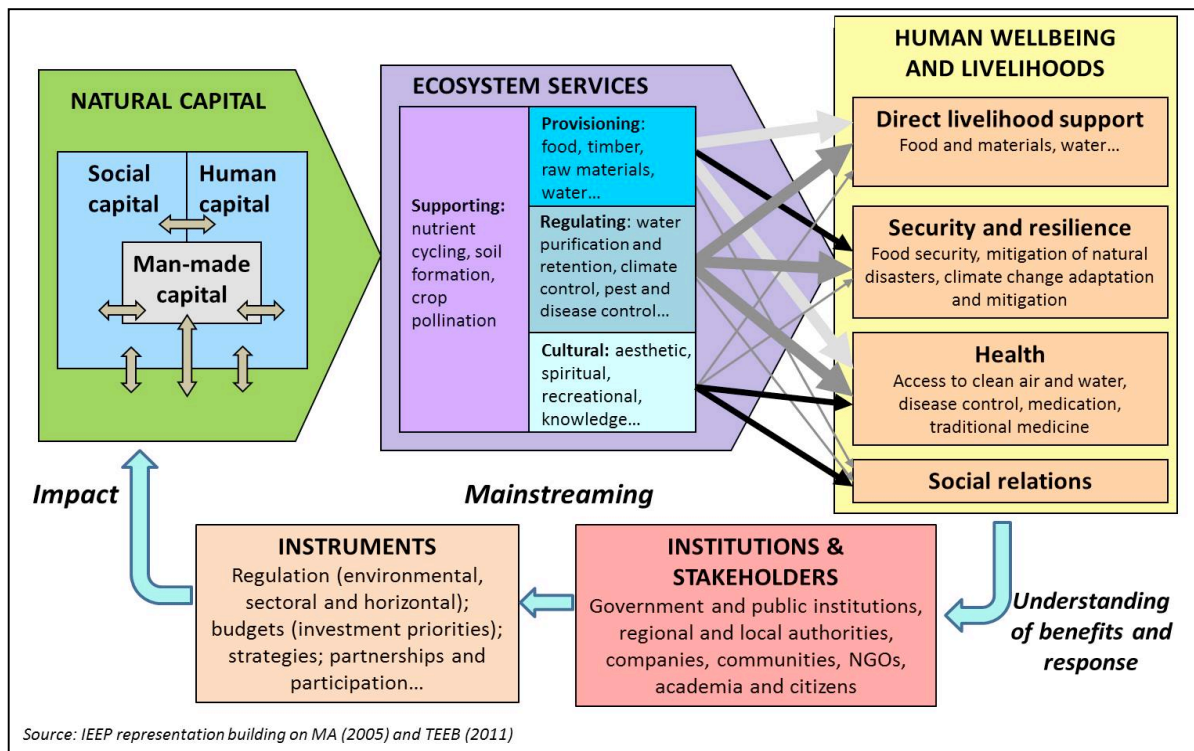 NATURAL CAPITAL
Social
capital
Human
capital
Man-made
capital
ECOSYSTEM SERVICES
Supporting:
nutrient
cycling, soil
formation,
crop
pollination
Provisioning:
food, timber,
raw materials,
water…
Regulating: water
purification and
retention, climate
control, pest and
disease control…
Cultural: aesthetic,
spiritual,
recreational,
knowledge…
HUMAN WELLBEING
AND LIVELIHOODS
Direct livelihood support
Food and materials, water…
Security and resilience
Food security, mitigation of natural
disasters, climate change adaptation
and mitigation
Health
Access to clean air and water,
disease control, medication,
traditional medicine
Social relations
Impact
Mainstreaming
INSTRUMENTS
Regulation (environmental,
sectoral and horizontal);
budgets (investment priorities);
strategies; partnerships and
participation…
INSTITUTIONS &
STAKEHOLDERS
Government and public institutions,
regional and local authorities,
companies, communities, NGOs,
academia and citizens
Understanding
of benefits and
response
Source: IEEP representation building on MA (2005) and TEEB (2011)